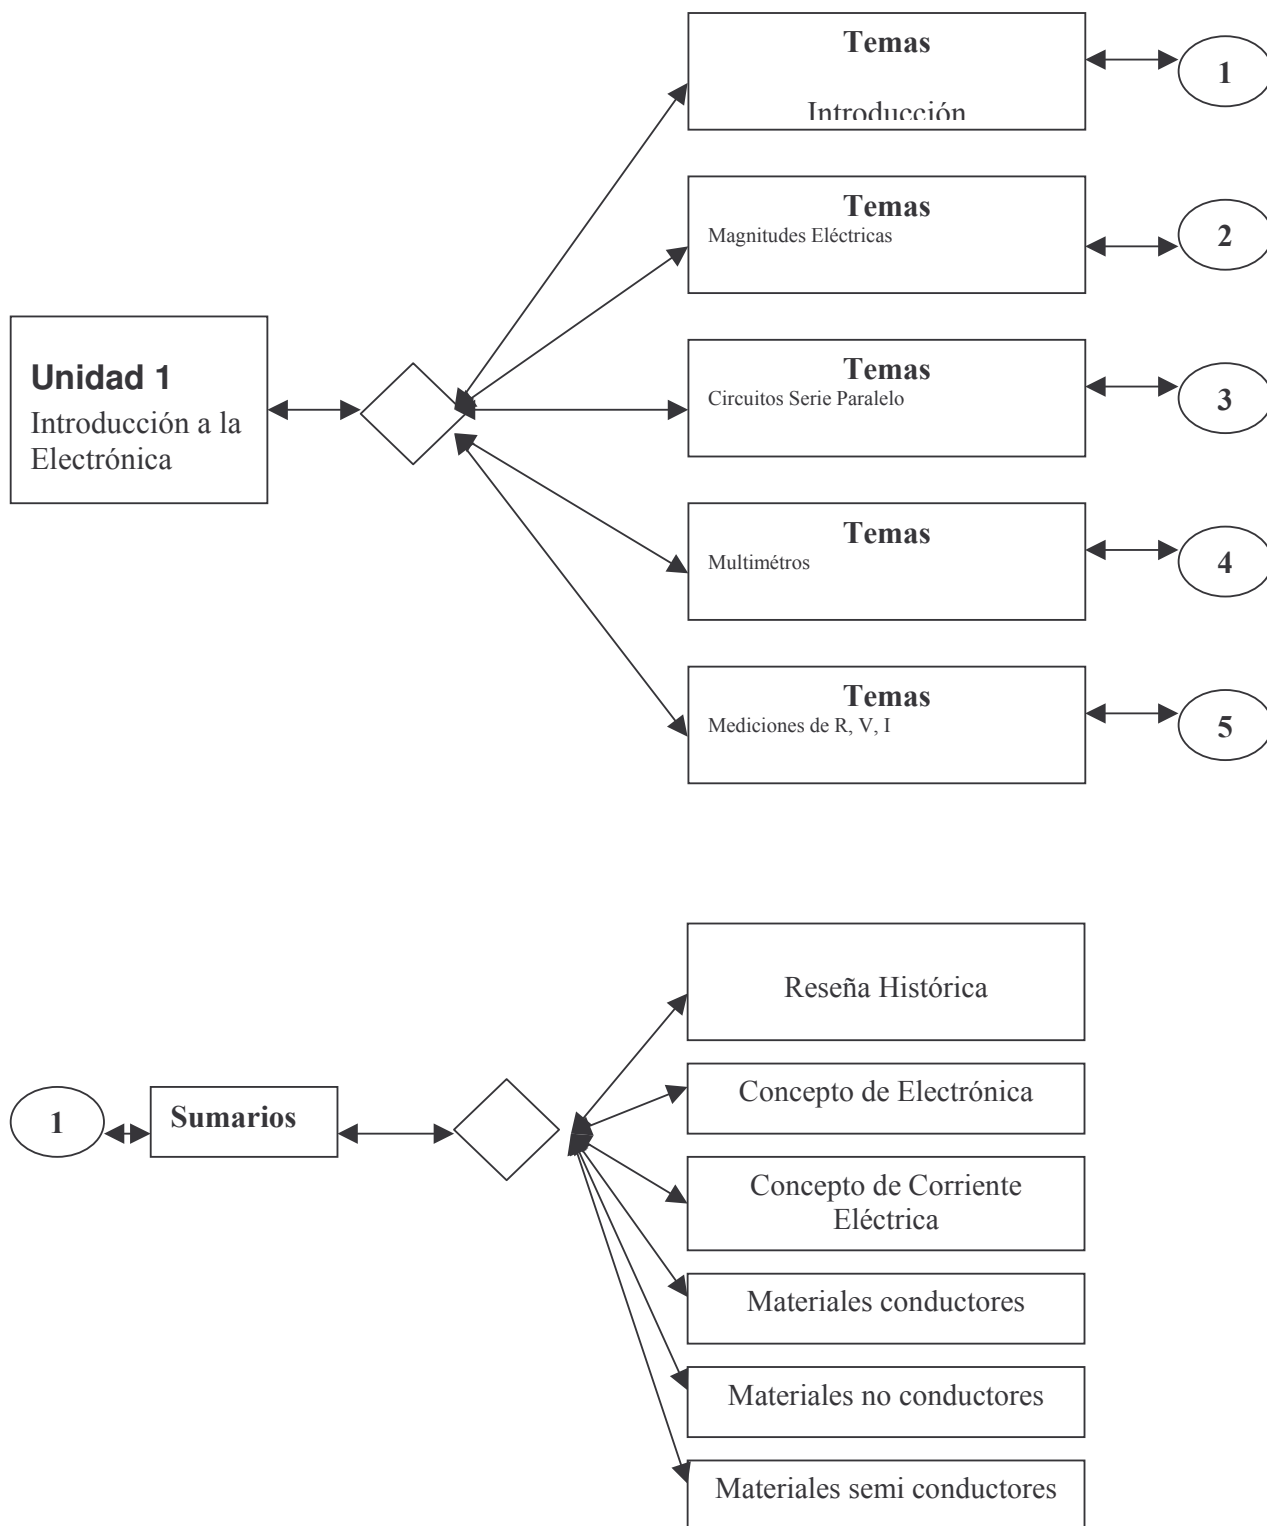 Temas
Introducción
1
Temas
Magnitudes Eléctricas
2
Unidad 1
Introducción a la
Electrónica
Temas
Circuitos Serie Paralelo
3
Temas
Multimétros
4
Temas
Mediciones de R, V, I
5
Reseña Histórica
1
Sumarios
Concepto de Electrónica
Concepto de Corriente
Eléctrica
Materiales conductores
Materiales no conductores
Materiales semi conductores